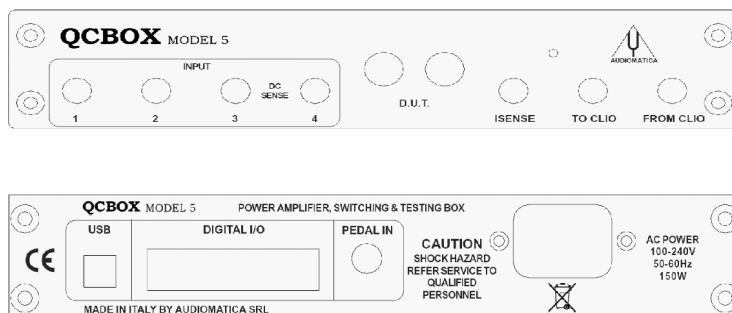 QCBOX MODEL 5
INPUT
DC
SENSE
1 2 3 4
D.U.T.
ISENSE
AUDIOMATICA
TO CLIO
FROM CLIO
QCBOX MODEL 5
POWER AMPLIFIER, SWITCHING & TESTING BOX
USB
DIGITAL I/O
PEDAL IN
CE
CAUTION
SHOCK HAZARD
REFER SERVICE TO
QUALIFIED
PERSONNEL
AC POWER
100-240V
50-60Hz
150W
MADE IN ITALY BY AUDIOMATICA SRL